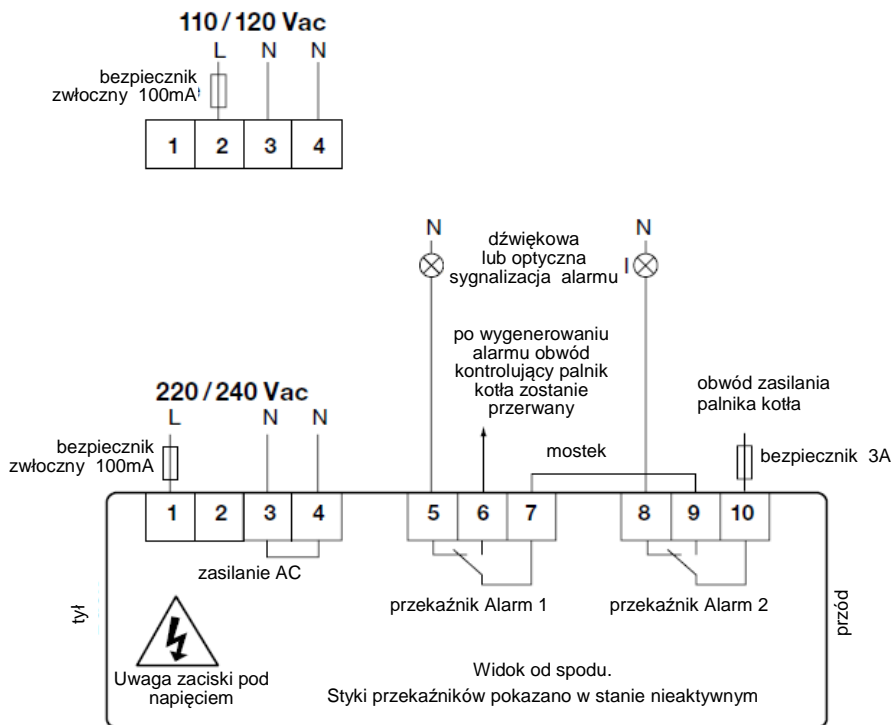 110 / 120 Vac
L N N
bezpiecznik
zwłoczny 100mA
1 2 3 4
N N
dźwiękowa
lub optyczna
sygnalizacja alarmu
I
po wygenerowaniu
alarmu obwód
kontrolujący palnik
kotła zostanie
przerwany
obwód zasilania
palnika kotła
220 / 240 Vac
L N N
bezpiecznik
zwłoczny 100mA
mostek
bezpiecznik 3A
1 2 3 4 5 6 7 8 9 10
zasilanie AC
przekaźnik Alarm 1
przekaźnik Alarm 2
tył
przód
Uwaga zaciski pod
napięciem
Widok od spodu.
Styki przekaźników pokazano w stanie nieaktywnym